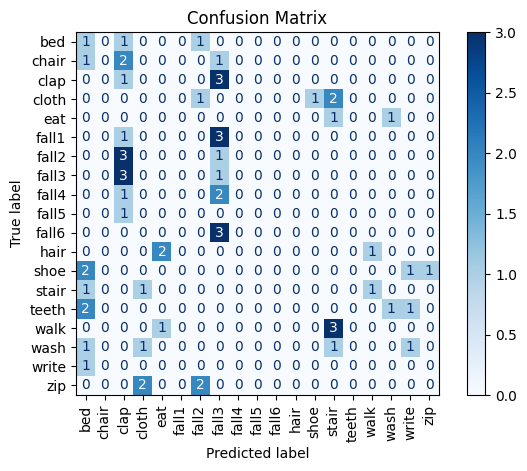 Confusion Matrix
bed 1 0 1 0 0 0 1 0 0 0 0 0 0 0 0 0 0 0 0
chair 1 0 2 0 0 0 0 1 0 0 0 0 0 0 0 0 0 0 0
clap 0 0 1 0 0 0 0 3 0 0 0 0 0 0 0 0 0 0 0
cloth 0 0 0 0 0 0 1 0 0 0 0 0 1 2 0 0 0 0 0
eat 0 0 0 0 0 0 0 0 0 0 0 0 0 1 0 0 1 0 0
fall1 0 0 1 0 0 0 0 3 0 0 0 0 0 0 0 0 0 0 0
fall2 0 0 3 0 0 0 0 1 0 0 0 0 0 0 0 0 0 0 0
fall3 0 0 3 0 0 0 0 1 0 0 0 0 0 0 0 0 0 0 0
fall4 0 0 1 0 0 0 0 2 0 0 0 0 0 0 0 0 0 0 0
fall5 0 0 1 0 0 0 0 0 0 0 0 0 0 0 0 0 0 0 0
fall6 0 0 0 0 0 0 0 3 0 0 0 0 0 0 0 0 0 0 0
hair 0 0 0 0 2 0 0 0 0 0 0 0 0 0 0 1 0 0 0
shoe 2 0 0 0 0 0 0 0 0 0 0 0 0 0 0 0 0 1 1
stair 1 0 0 1 0 0 0 0 0 0 0 0 0 0 0 1 0 0 0
teeth 2 0 0 0 0 0 0 0 0 0 0 0 0 0 0 0 1 1 0
walk 0 0 0 0 1 0 0 0 0 0 0 0 0 3 0 0 0 0 0
wash 1 0 0 1 0 0 0 0 0 0 0 0 0 1 0 0 0 1 0
write 1 0 0 0 0 0 0 0 0 0 0 0 0 0 0 0 0 0 0
zip 0 0 0 2 0 0 2 0 0 0 0 0 0 0 0 0 0 0 0
True label
bed chair clap cloth eat fall1 fall2 fall3 fall4 fall5 fall6 hair shoe stair teeth walk wash write zip
Predicted label
3.0
2.5
2.0
1.5
1.0
0.5
0.0